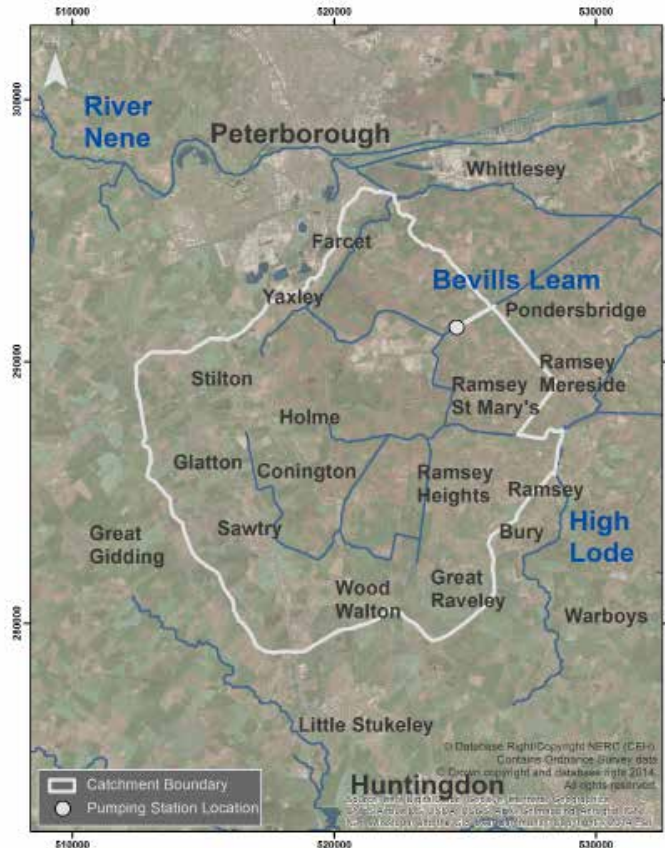 510000
520000
530000
300000
River
Nene
Peterborough
Whittlesey
Farcet
Bevills Leam
Yaxley
Pondersbridge
290000
Ramsey
Mereside
Stilton
Ramsey
St Mary's
Holme
Glatton
Conington
Ramsey
Heights
Ramsey
Sawtry
High
Lode
Great
Gidding
Bury
Wood
Walton
Great
Raveley
280000
Warboys
Little Stukeley
© Database Right/Copyright NERC (CEH).
Contains Ordnance Survey data
© Crown copyright and database right 2014.
All rights reserved.
Huntingdon
Catchment Boundary
Pumping Station Location
510000
520000
530000